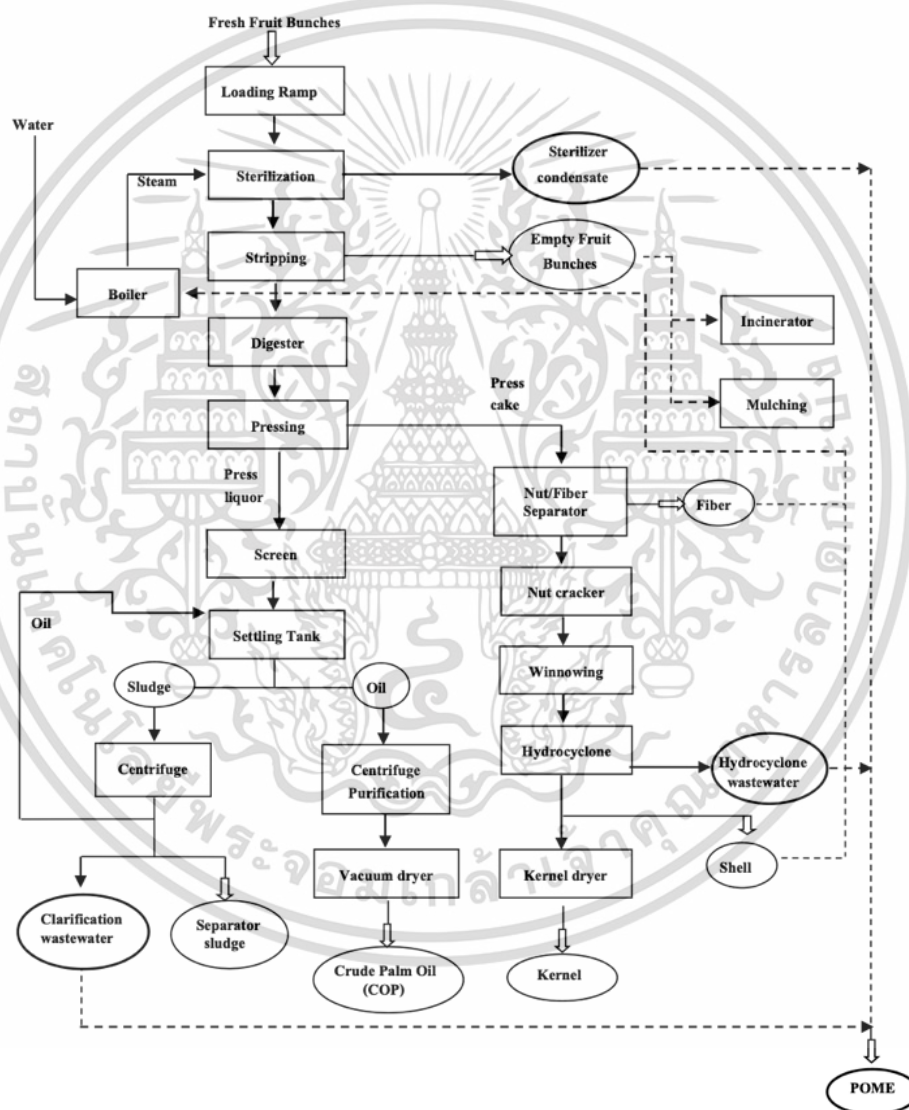 Fresh Fruit Bunches
Loading Ramp
Water
Sterilization
Sterilizer
condensate
Steam
Stripping
Empty Fruit
Bunches
Boiler
Incinerator
Digester
Press
cake
Mulching
Pressing
Press
liquor
Nut/Fiber
Separator
Fiber
Screen
Nut cracker
Oil
Settling Tank
Winnowing
Sludge
Oil
Hydrocyclone
Hydrocyclone
wastewater
Centrifuge
Centrifuge
Purification
Vacuum dryer
Kernel dryer
Shell
Clarification
wastewater
Separator
sludge
Crude Palm Oil
(COP)
Kernel
POME